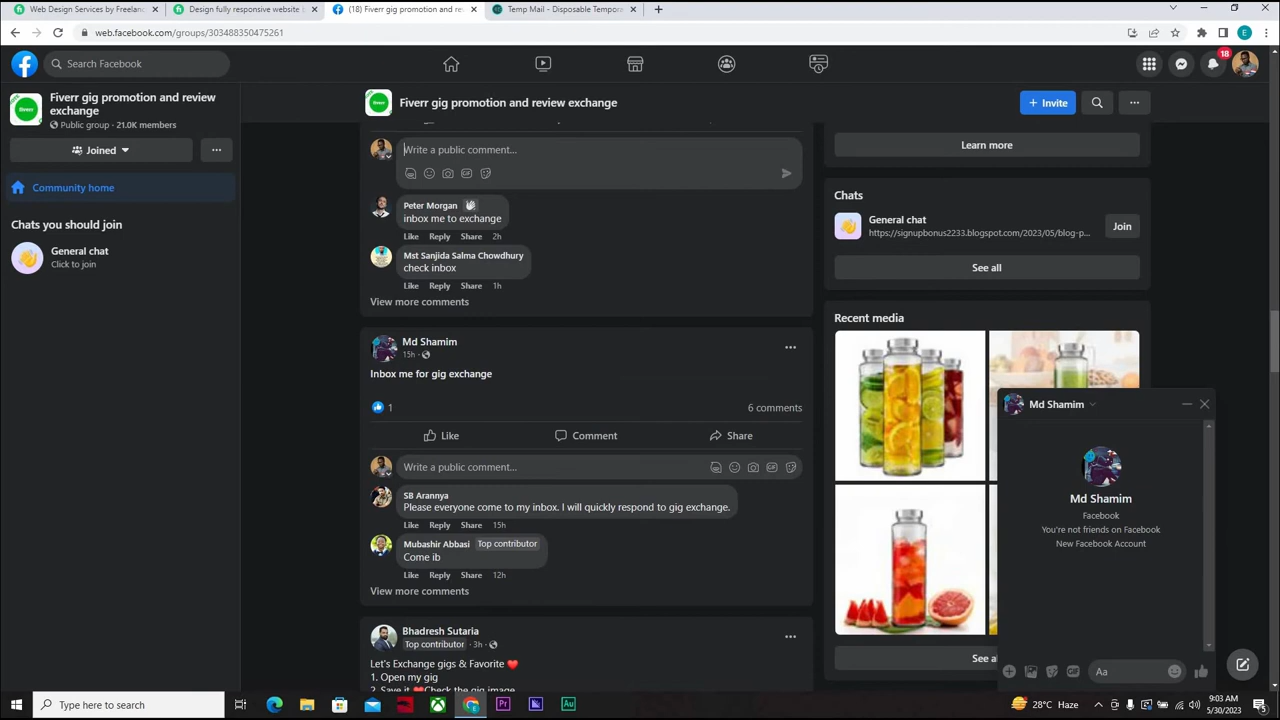 Web Design Services by Freelanc
Design fully responsive website l
(18) Fiverr gig promotion and re
Temp Mail - Disposable Tempora
web.facebook.com/groups/303488350475261
E
Search Facebook
18
Fiverr gig promotion and review
exchange
Public group · 21.0K members
Joined
Community home
Chats you should join
General chat
Click to join
Fiverr gig promotion and review exchange
+ Invite
Write a public comment...
Peter Morgan
inbox me to exchange
Like Reply Share 2h
Mst Sanjida Salma Chowdhury
check inbox
Like Reply Share 1h
View more comments
Md Shamim
15h
Inbox me for gig exchange
1
6 comments
Like Comment Share
Write a public comment...
SB Arannya
Please everyone come to my inbox. I will quickly respond to gig exchange.
Like Reply Share 15h
Mubashir Abbasi Top contributor
Come ib
Like Reply Share 12h
View more comments
Bhadresh Sutaria
Top contributor · 3h
Let's Exchange gigs & Favorite ❤️
1. Open my gig
2. Save it ❤️Check the gig image
Learn more
Chats
General chat
https://signupbonus2233.blogspot.com/2023/05/blog-p...
Join
See all
Recent media
See al
Md Shamim
Md Shamim
Facebook
You're not friends on Facebook
New Facebook Account
Aa
Type here to search
28°C Haze
9:03 AM
5/30/2023